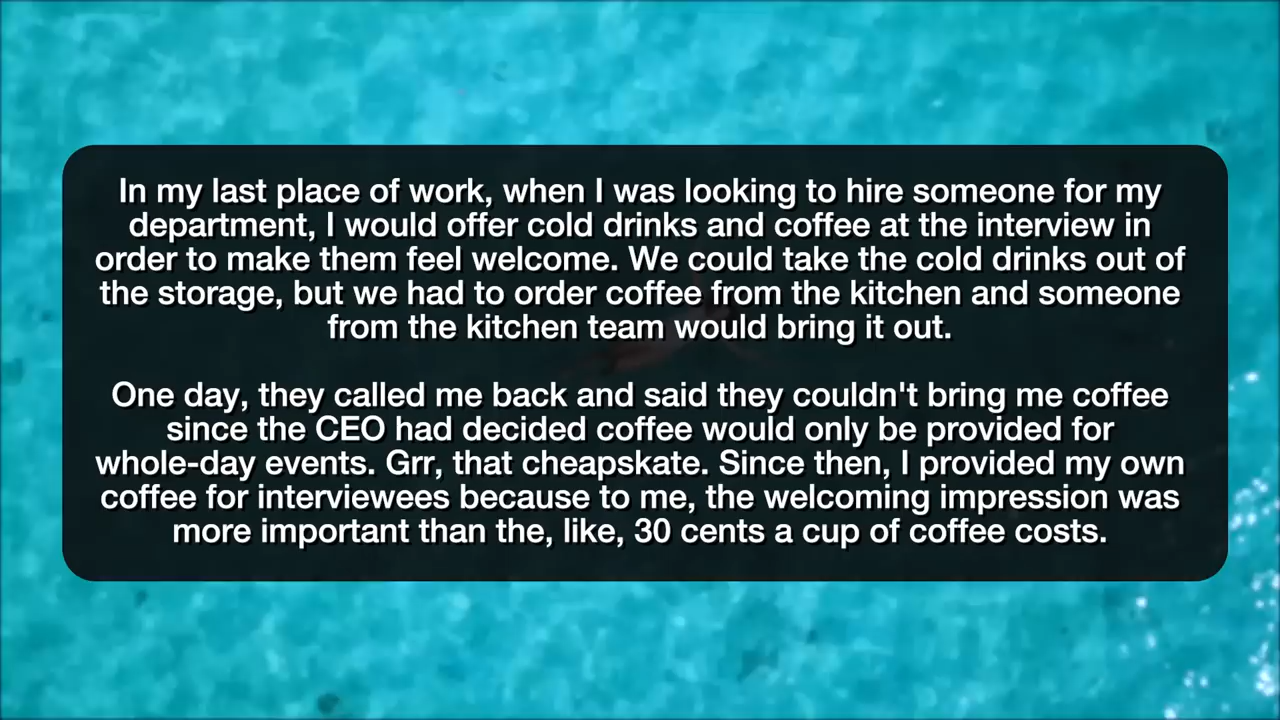 In my last place of work, when I was looking to hire someone for my
department, I would offer cold drinks and coffee at the interview in
order to make them feel welcome. We could take the cold drinks out of
the storage, but we had to order coffee from the kitchen and someone
from the kitchen team would bring it out.
One day, they called me back and said they couldn't bring me coffee
since the CEO had decided coffee would only be provided for
whole-day events. Grr, that cheapskate. Since then, I provided my own
coffee for interviewees because to me, the welcoming impression was
more important than the, like, 30 cents a cup of coffee costs.